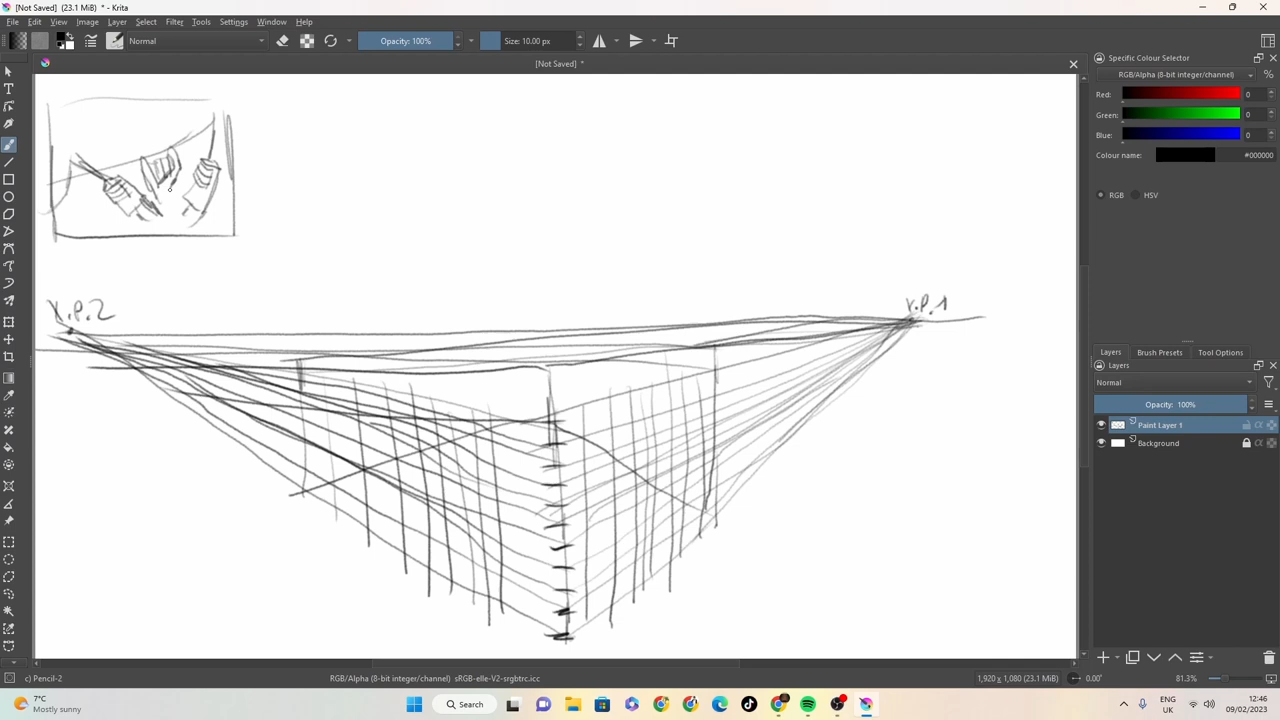 [Not Saved] (23.1 MiB) * - Krita
File Edit View Image Layer Select Filter Tools Settings Window Help
Normal Opacity: 100% Size: 10.00 px
[Not Saved] *
Specific Colour Selector
RGB/Alpha (8-bit integer/channel) %
Red: 0
Green: 0
Blue: 0
Colour name: #000000
RGB HSV
V.P.2
V.P.1
Layers Brush Presets Tool Options
Layers
Normal
Opacity: 100%
Paint Layer 1
Background
c) Pencil-2 RGB/Alpha (8-bit integer/channel) sRGB-elle-V2-srgbtrc.icc 1,920 x 1,080 (23.1 MiB) 0.00° 81.3%
7°C
Mostly sunny
Search
ENG
UK
12:46
09/02/2023